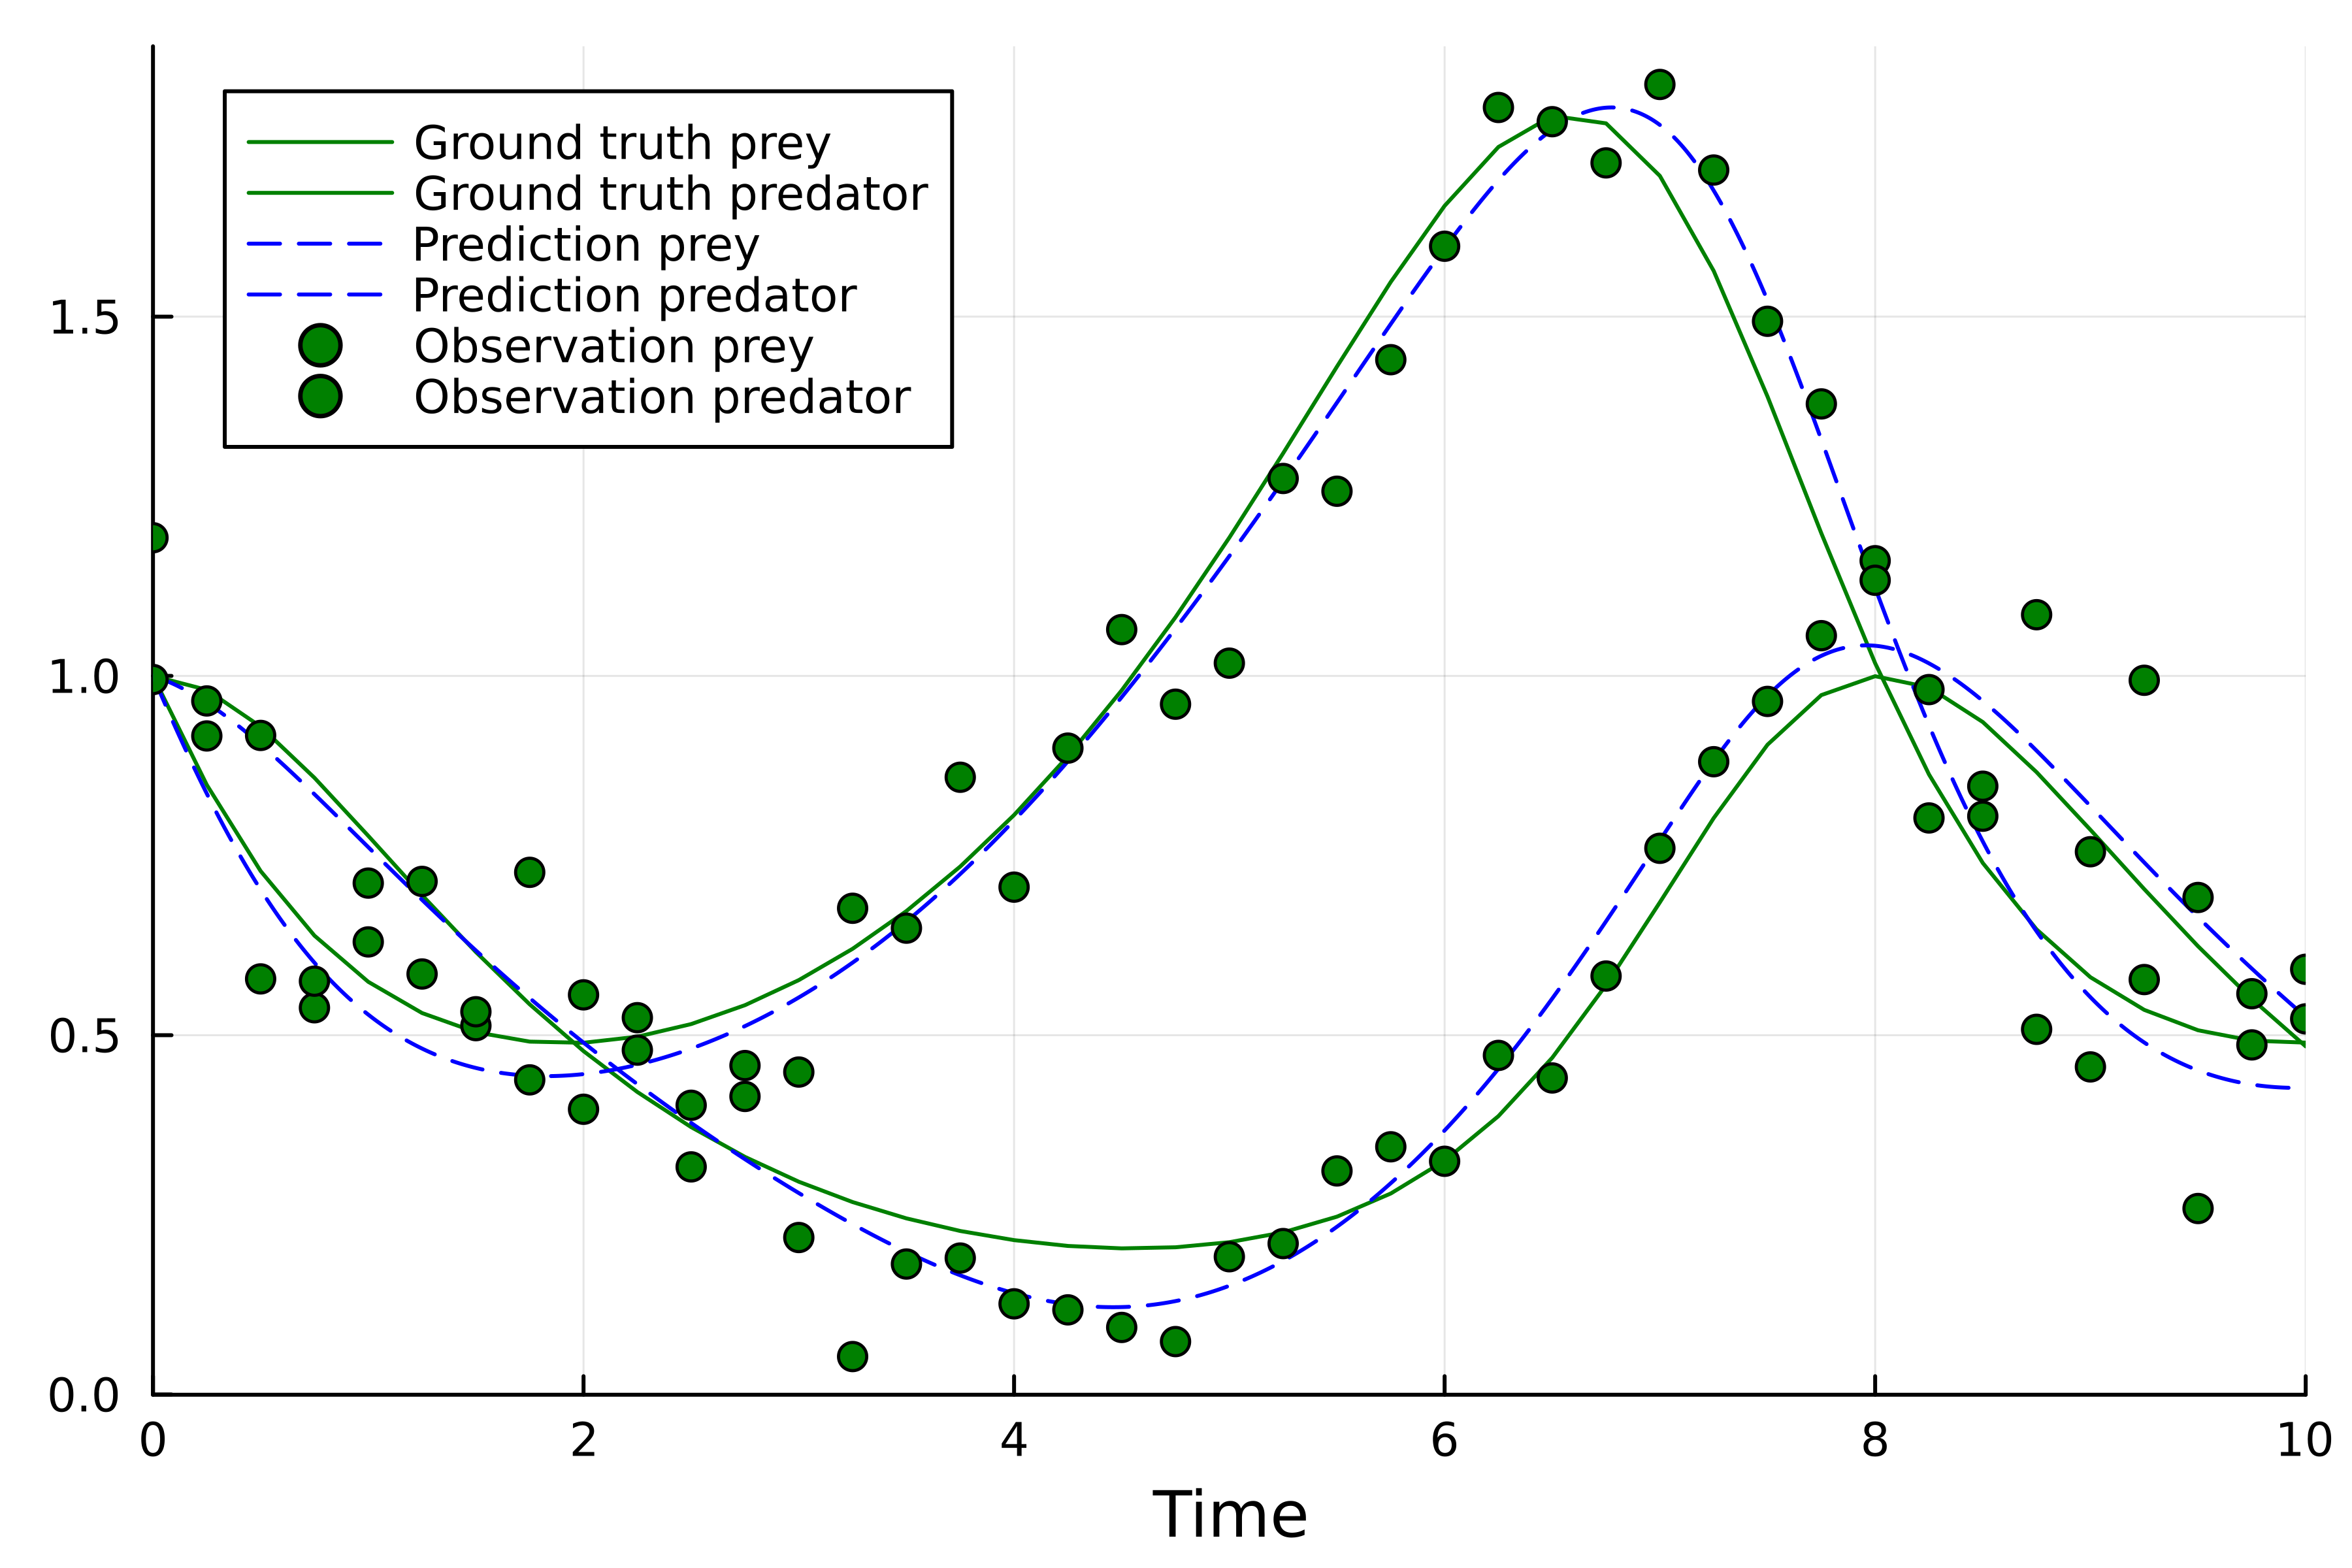 Ground truth prey
Ground truth predator
Prediction prey
Prediction predator
Observation prey
Observation predator
1.5
1.0
0.5
0.0
0 2 4 6 8 10
Time